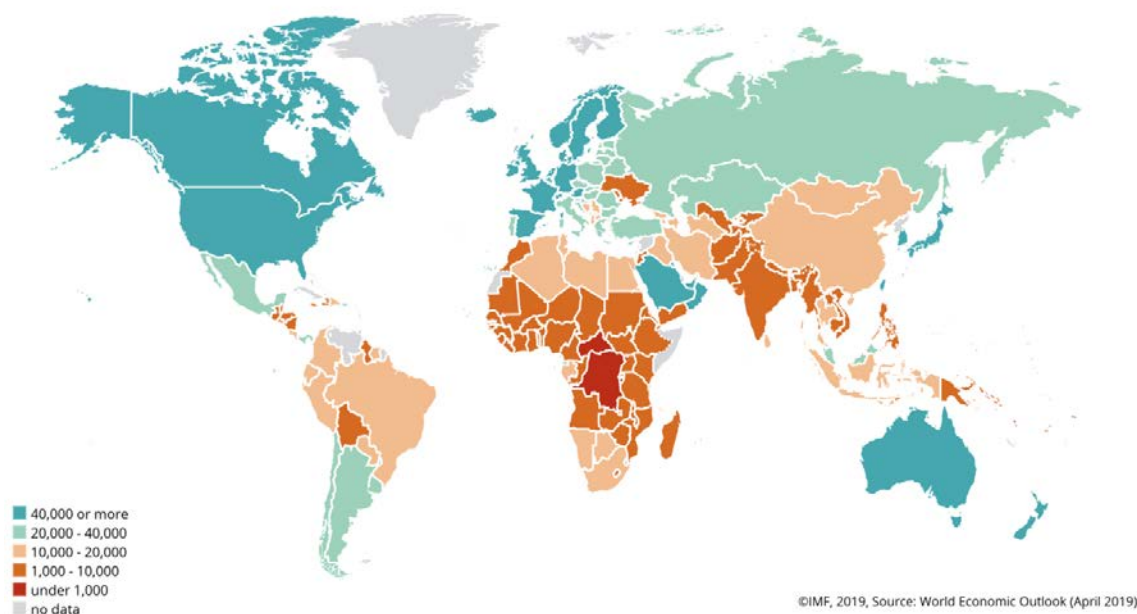 40,000 or more
20,000 - 40,000
10,000 - 20,000
1,000 - 10,000
under 1,000
no data
©IMF, 2019, Source: World Economic Outlook (April 2019)